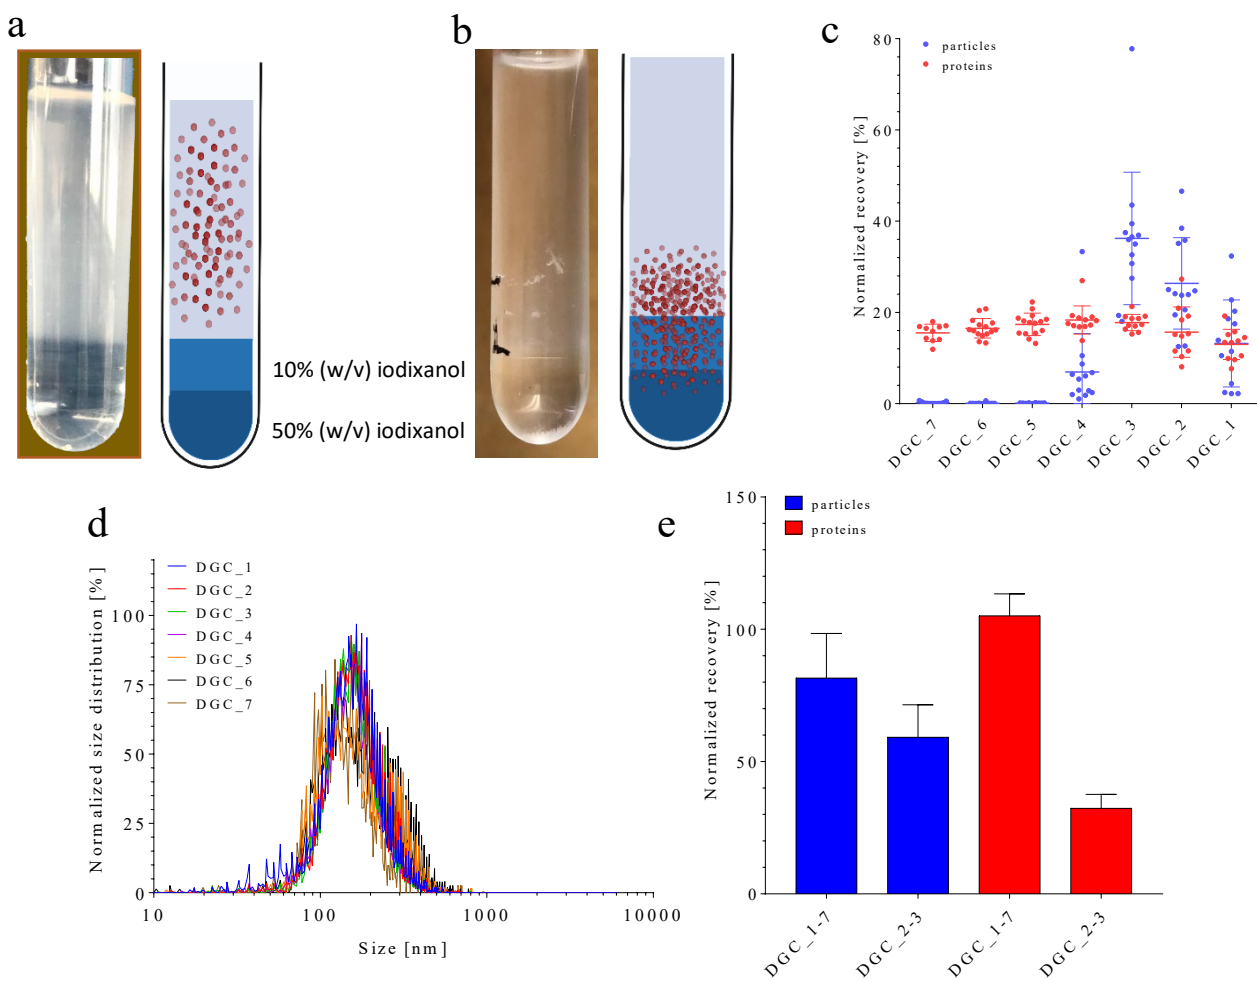 a
10% (w/v) iodixanol
50% (w/v) iodixanol
b
c
particles
proteins
Normalized recovery [%]
80
60
40
20
0
DGC_7
DGC_6
DGC_5
DGC_4
DGC_3
DGC_2
DGC_1
d
DGC_1
DGC_2
DGC_3
DGC_4
DGC_5
DGC_6
DGC_7
Normalized size distribution [%]
100
75
50
25
0
10
100
1000
10000
Size [nm]
e
particles
proteins
Normalized recovery [%]
150
100
50
0
DGC_1-7
DGC_2-3
DGC_1-7
DGC_2-3